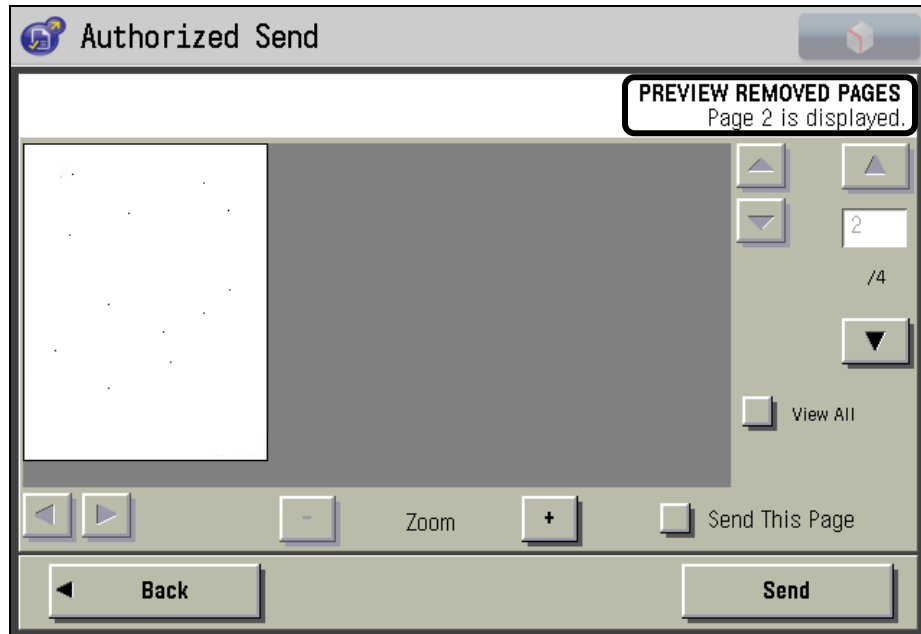 Authorized Send
PREVIEW REMOVED PAGES
Page 2 is displayed.
2
/4
View All
- Zoom + Send This Page
Back Send